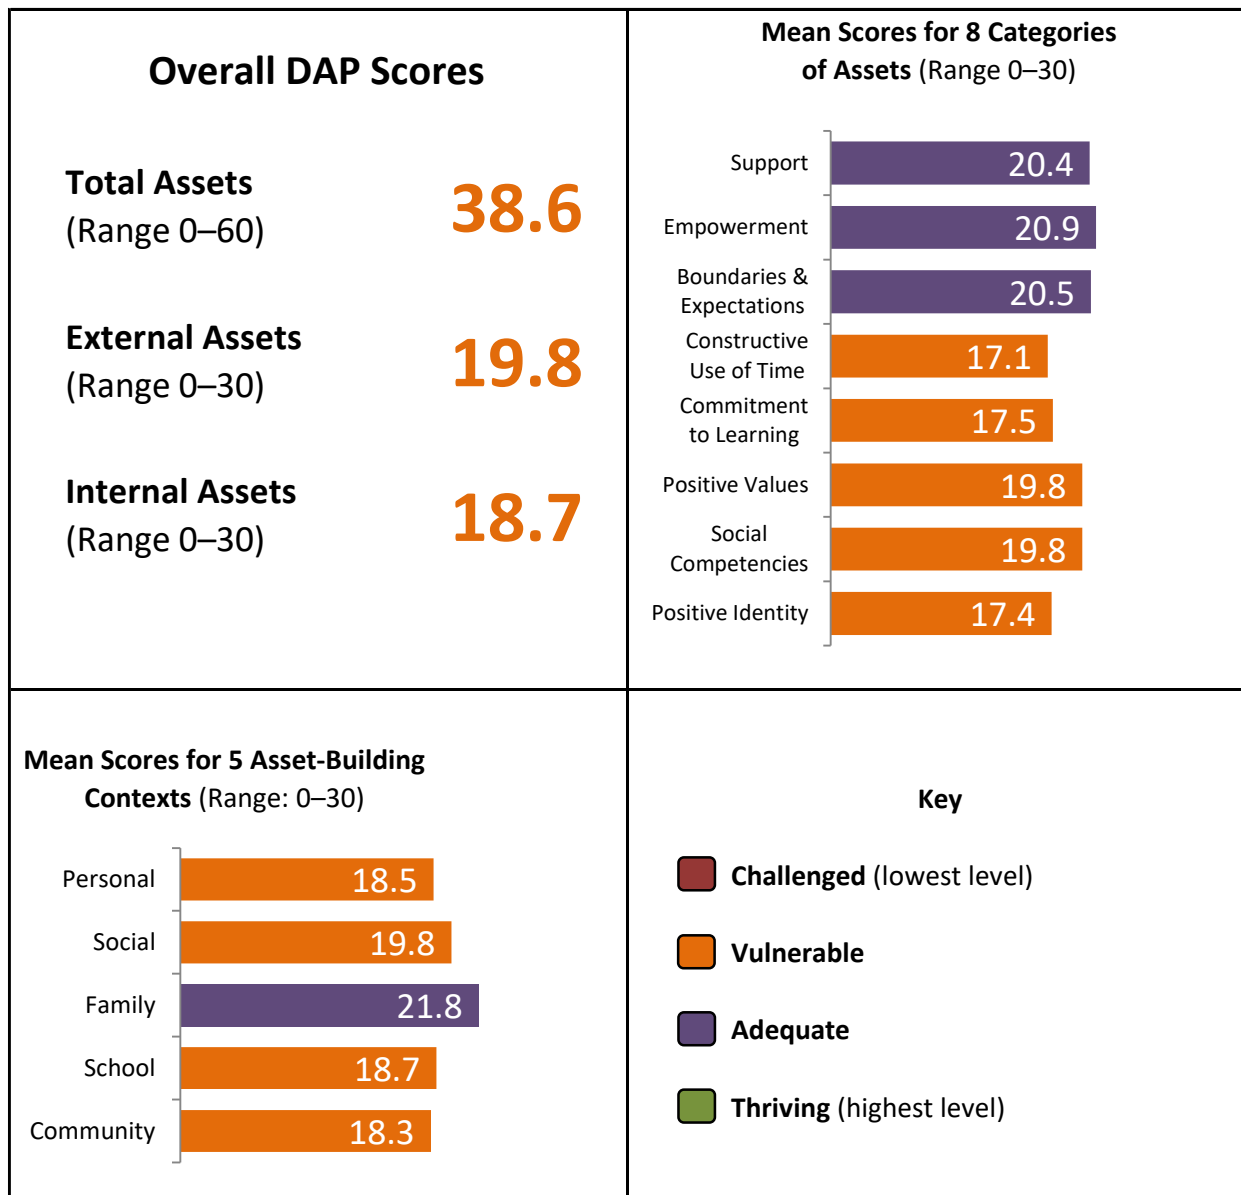 Overall DAP Scores
Total Assets
(Range 0–60)
38.6
External Assets
(Range 0–30)
19.8
Internal Assets
(Range 0–30)
18.7
Mean Scores for 8 Categories
of Assets (Range 0–30)
Support
20.4
Empowerment
20.9
Boundaries &
Expectations
20.5
Constructive
Use of Time
17.1
Commitment
to Learning
17.5
Positive Values
19.8
Social
Competencies
19.8
Positive Identity
17.4
Mean Scores for 5 Asset-Building
Contexts (Range: 0–30)
Personal
18.5
Social
19.8
Family
21.8
School
18.7
Community
18.3
Key
Challenged (lowest level)
Vulnerable
Adequate
Thriving (highest level)